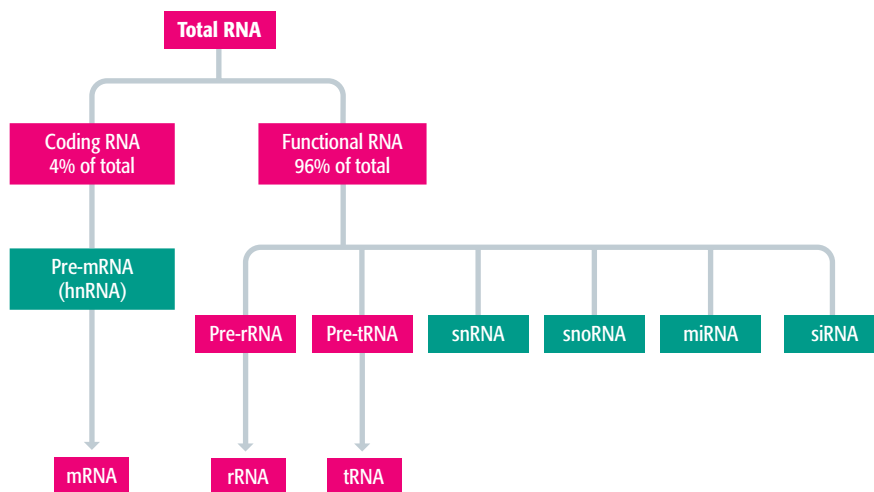 Total RNA
Coding RNA
4% of total
Functional RNA
96% of total
Pre-mRNA
(hnRNA)
Pre-rRNA
Pre-tRNA
snRNA
snoRNA
miRNA
siRNA
mRNA
rRNA
tRNA